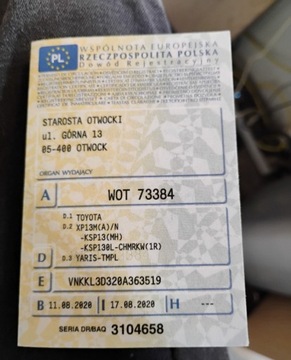 PL
WSPÓLNOTA EUROPEJSKA
RZECZPOSPOLITA POLSKA
Dowód Rejestracyjny
STAROSTA OTWOCKI
ul. GÓRNA 13
05-400 OTWOCK
ORGAN WYDAJĄCY
A WOT 73384
D.1 TOYOTA
D.2 XP13M(A)/N
-KSP13(MH)
-KSP130L-CHMRKW(1R)
D D.3 YARIS-TMPL
E VNKKL3D320A363519
B 11.08.2020 I 17.08.2020 H ---
SERIA DR/BAQ 3104658